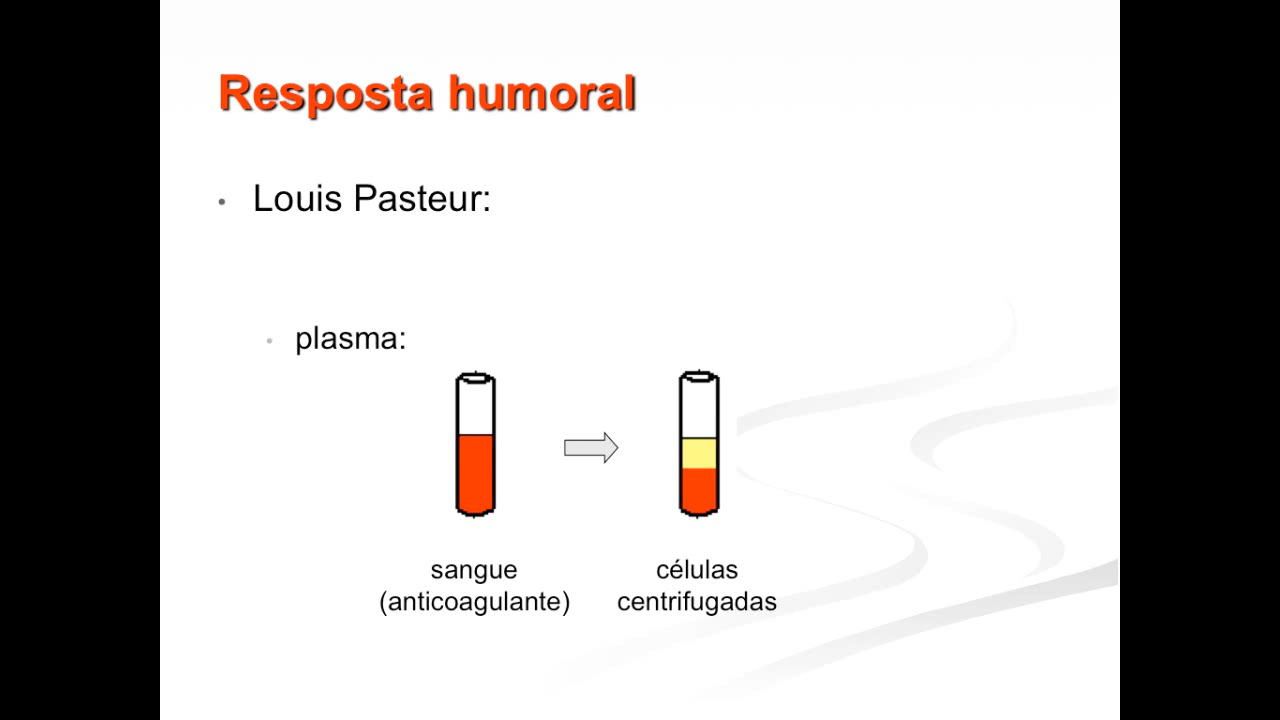 Resposta humoral
• Louis Pasteur:
• plasma:
sangue
(anticoagulante)
células
centrifugadas